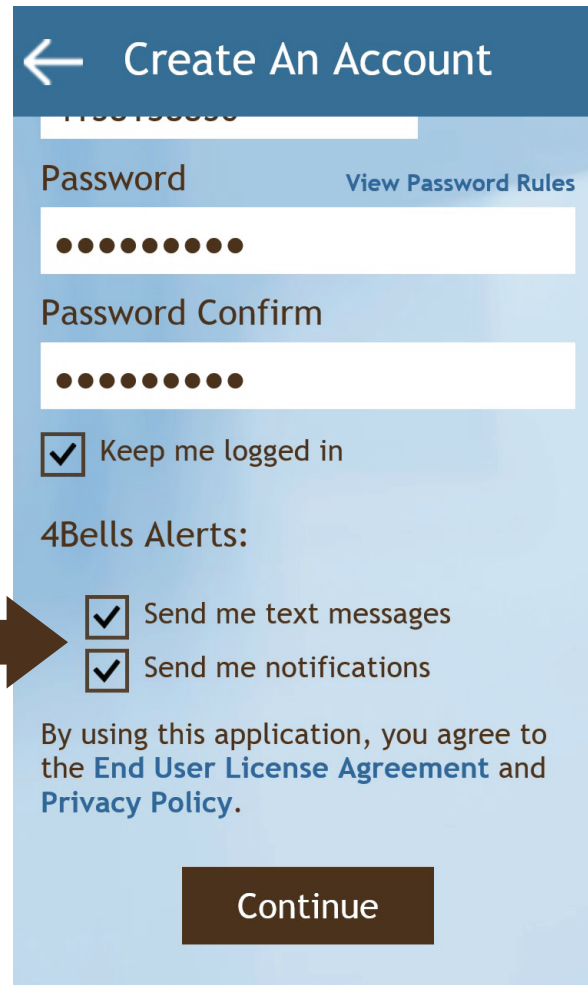 Create An Account
Password
View Password Rules
Password Confirm
Keep me logged in
4Bells Alerts:
Send me text messages
Send me notifications
By using this application, you agree to
the End User License Agreement and
Privacy Policy.
Continue